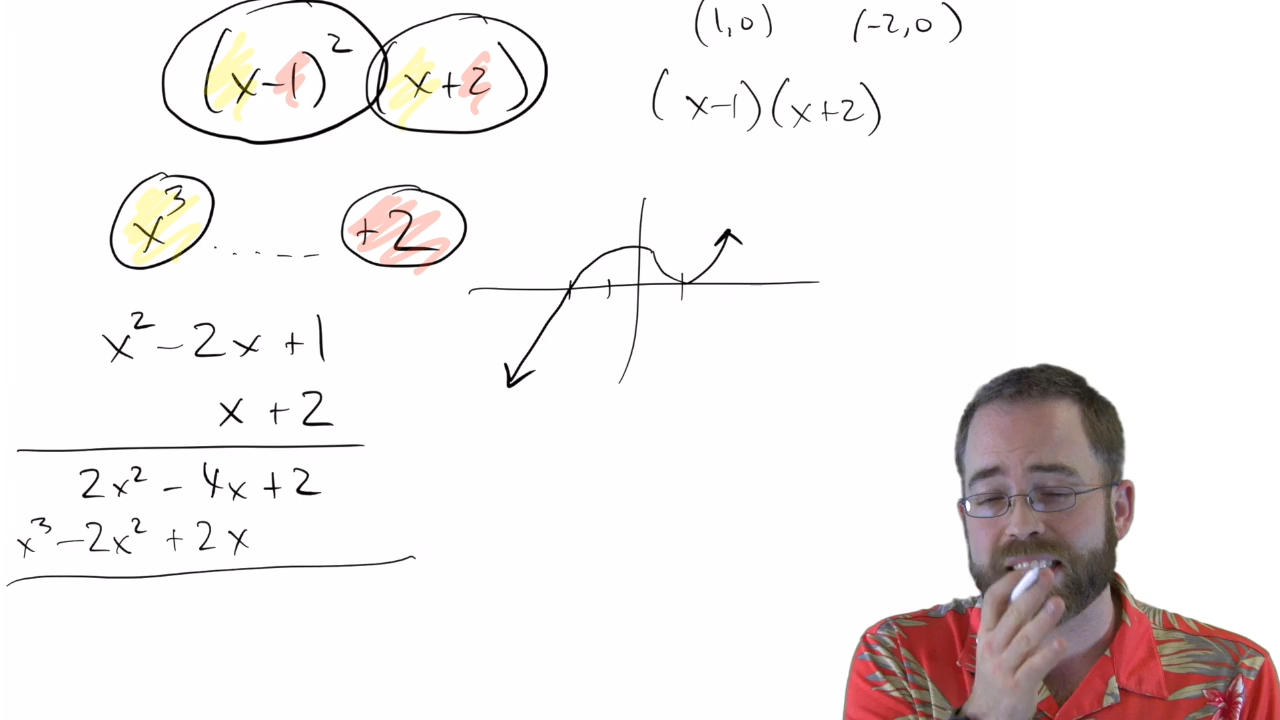 (x-1)² (x+2)
x³ ..... +2
x² - 2x + 1
x + 2
2x² - 4x + 2
x³ - 2x² + 2x
(1,0) (-2,0)
(x-1)(x+2)